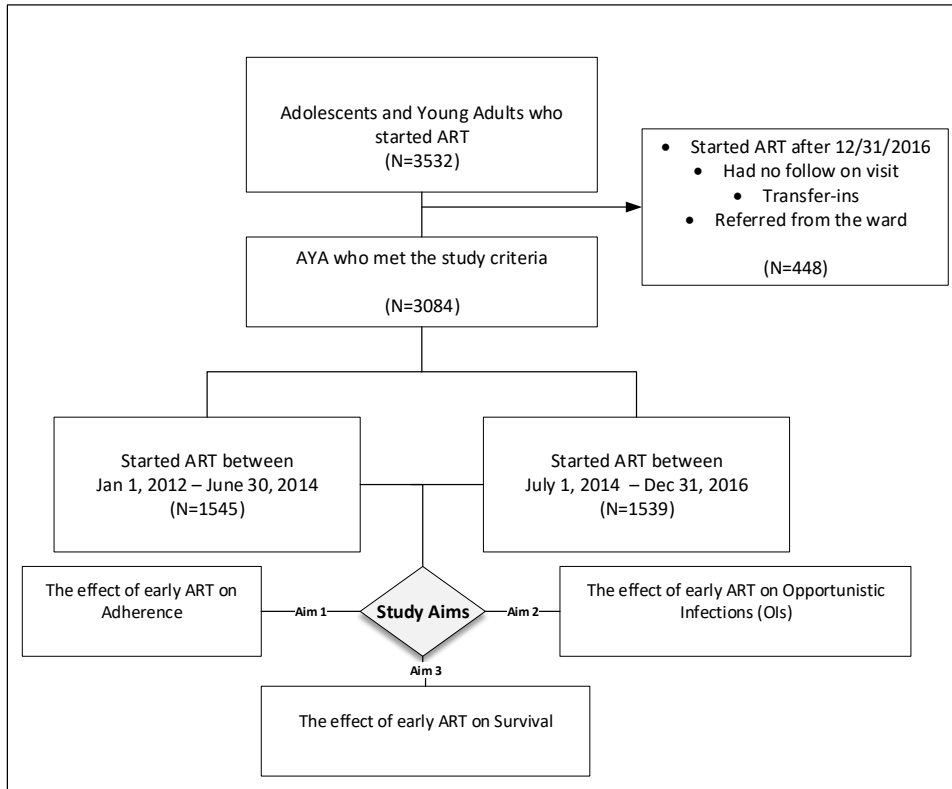 Adolescents and Young Adults who
started ART
(N=3532)
• Started ART after 12/31/2016
• Had no follow on visit
• Transfer-ins
• Referred from the ward
(N=448)
AYA who met the study criteria
(N=3084)
Started ART between
Jan 1, 2012 – June 30, 2014
(N=1545)
Started ART between
July 1, 2014 – Dec 31, 2016
(N=1539)
The effect of early ART on
Adherence
Aim 1
Study Aims
Aim 2
The effect of early ART on Opportunistic
Infections (OIs)
Aim 3
The effect of early ART on Survival